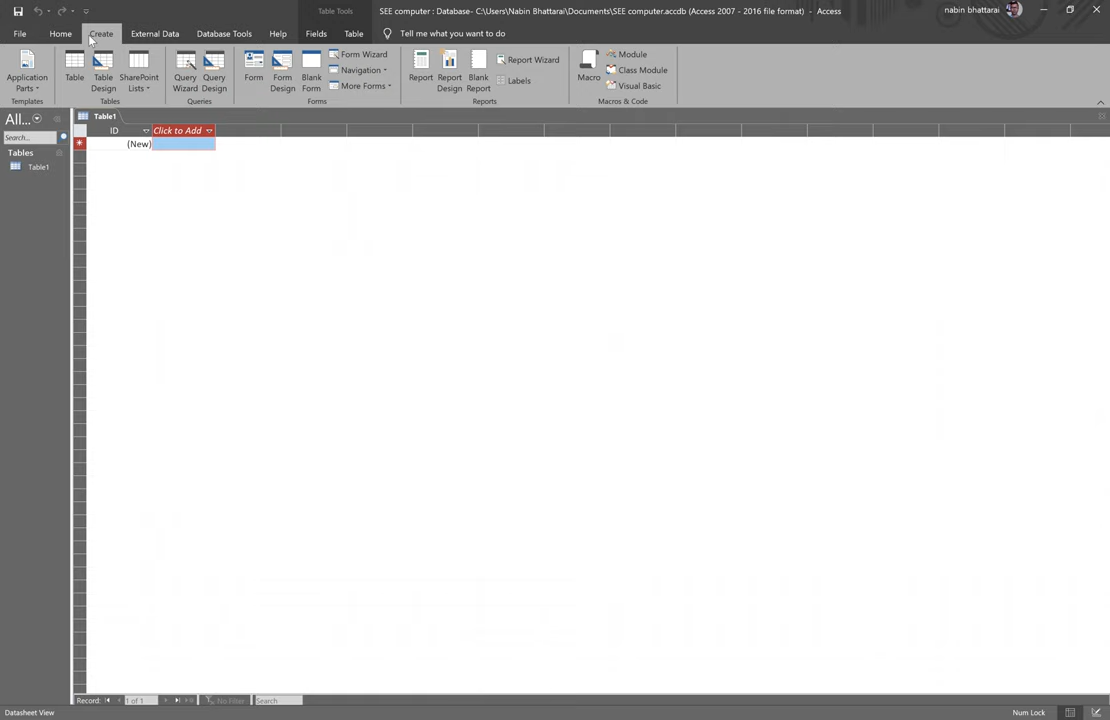 Table Tools
SEE computer : Database- C:\Users\Nabin Bhattarai\Documents\SEE computer.accdb (Access 2007 - 2016 file format) - Access
nabin bhattarai
File
Home
Create
External Data
Database Tools
Help
Fields
Table
Tell me what you want to do
Application Parts
Table
Table Design
SharePoint Lists
Query Wizard
Query Design
Form
Form Design
Blank Form
Form Wizard
Navigation
More Forms
Report
Report Design
Blank Report
Report Wizard
Labels
Macro
Module
Class Module
Visual Basic
Templates
Tables
Queries
Forms
Reports
Macros & Code
All...
Search...
Tables
Table1
Table1
ID
Click to Add
(New)
Record:
1 of 1
No Filter
Search
Datasheet View
Num Lock